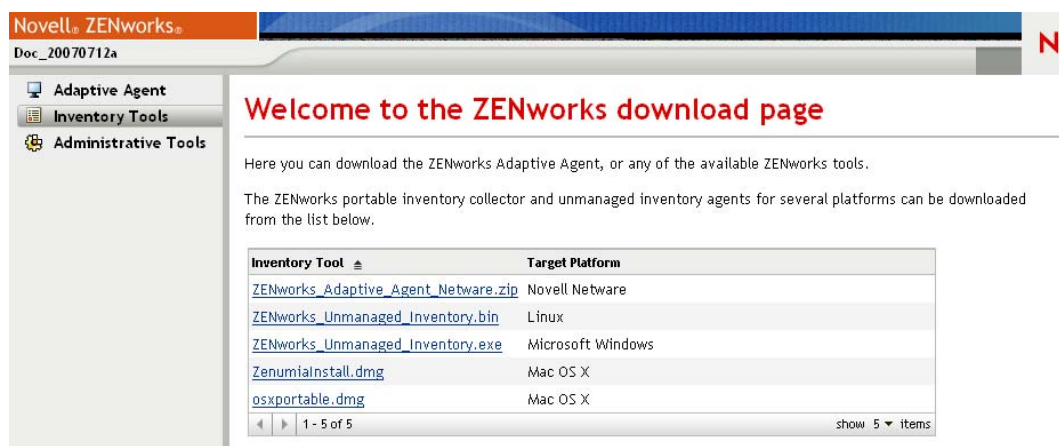 Novell® ZENworks®
Doc_20070712a
N
Adaptive Agent
Inventory Tools
Administrative Tools
Welcome to the ZENworks download page
Here you can download the ZENworks Adaptive Agent, or any of the available ZENworks tools.
The ZENworks portable inventory collector and unmanaged inventory agents for several platforms can be downloaded
from the list below.
Inventory Tool Target Platform
ZENworks_Adaptive_Agent_Netware.zip Novell Netware
ZENworks_Unmanaged_Inventory.bin Linux
ZENworks_Unmanaged_Inventory.exe Microsoft Windows
ZenumiaInstall.dmg Mac OS X
osxportable.dmg Mac OS X
1 - 5 of 5 show 5 items